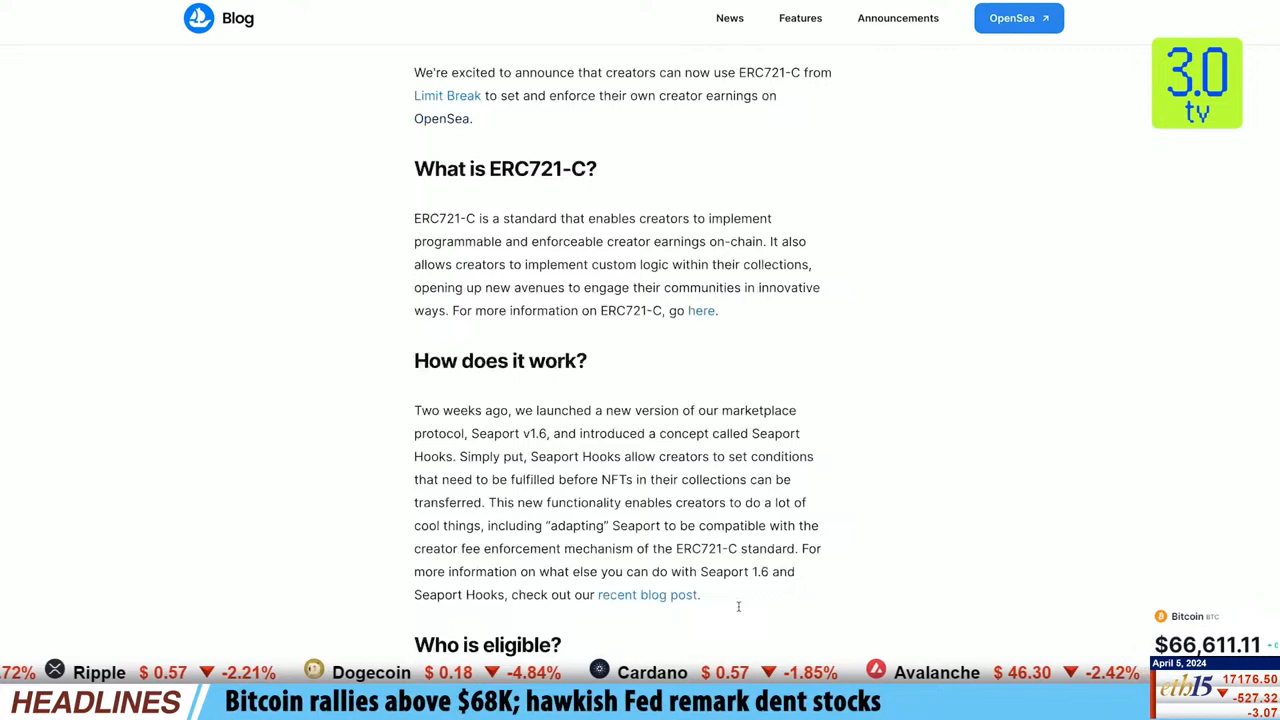 Blog
News
Features
Announcements
OpenSea ↗
3.0
tv
We're excited to announce that creators can now use ERC721-C from
Limit Break to set and enforce their own creator earnings on
OpenSea.
What is ERC721-C?
ERC721-C is a standard that enables creators to implement
programmable and enforceable creator earnings on-chain. It also
allows creators to implement custom logic within their collections,
opening up new avenues to engage their communities in innovative
ways. For more information on ERC721-C, go here.
How does it work?
Two weeks ago, we launched a new version of our marketplace
protocol, Seaport v1.6, and introduced a concept called Seaport
Hooks. Simply put, Seaport Hooks allow creators to set conditions
that need to be fulfilled before NFTs in their collections can be
transferred. This new functionality enables creators to do a lot of
cool things, including “adapting” Seaport to be compatible with the
creator fee enforcement mechanism of the ERC721-C standard. For
more information on what else you can do with Seaport 1.6 and
Seaport Hooks, check out our recent blog post.
Who is eligible?
Bitcoin BTC
$66,611.11
.72% Ripple $ 0.57 ▼ -2.21% Dogecoin $ 0.18 ▼ -4.84% Cardano $ 0.57 ▼ -1.85% Avalanche $ 46.30 ▼ -2.42%
April 5, 2024
eth15
17176.50
▼ -527.32
-3.07
HEADLINES
Bitcoin rallies above $68K; hawkish Fed remark dent stocks